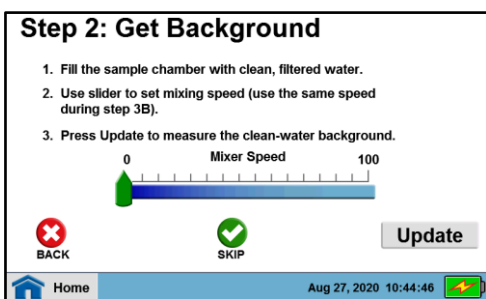 Step 2: Get Background
1. Fill the sample chamber with clean, filtered water.
2. Use slider to set mixing speed (use the same speed
during step 3B).
3. Press Update to measure the clean-water background.
0 Mixer Speed 100
BACK SKIP Update
Home Aug 27, 2020 10:44:46